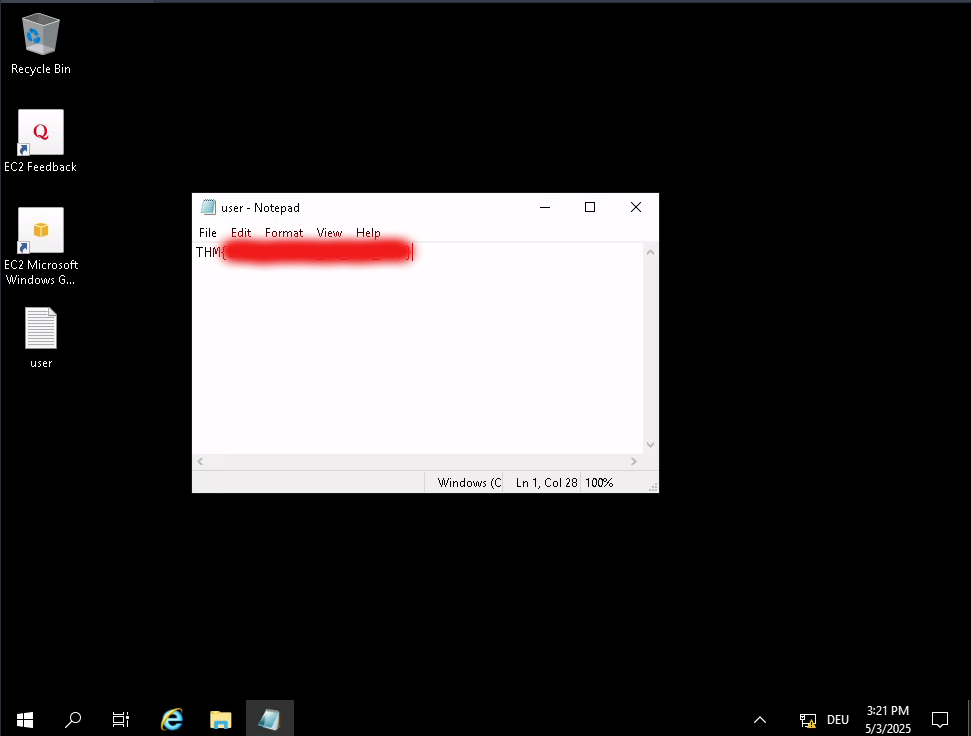 Recycle Bin
Q
EC2 Feedback
EC2 Microsoft
Windows G...
user
user - Notepad
File Edit Format View Help
THM{
}
Windows (C Ln 1, Col 28 100%
DEU
3:21 PM
5/3/2025